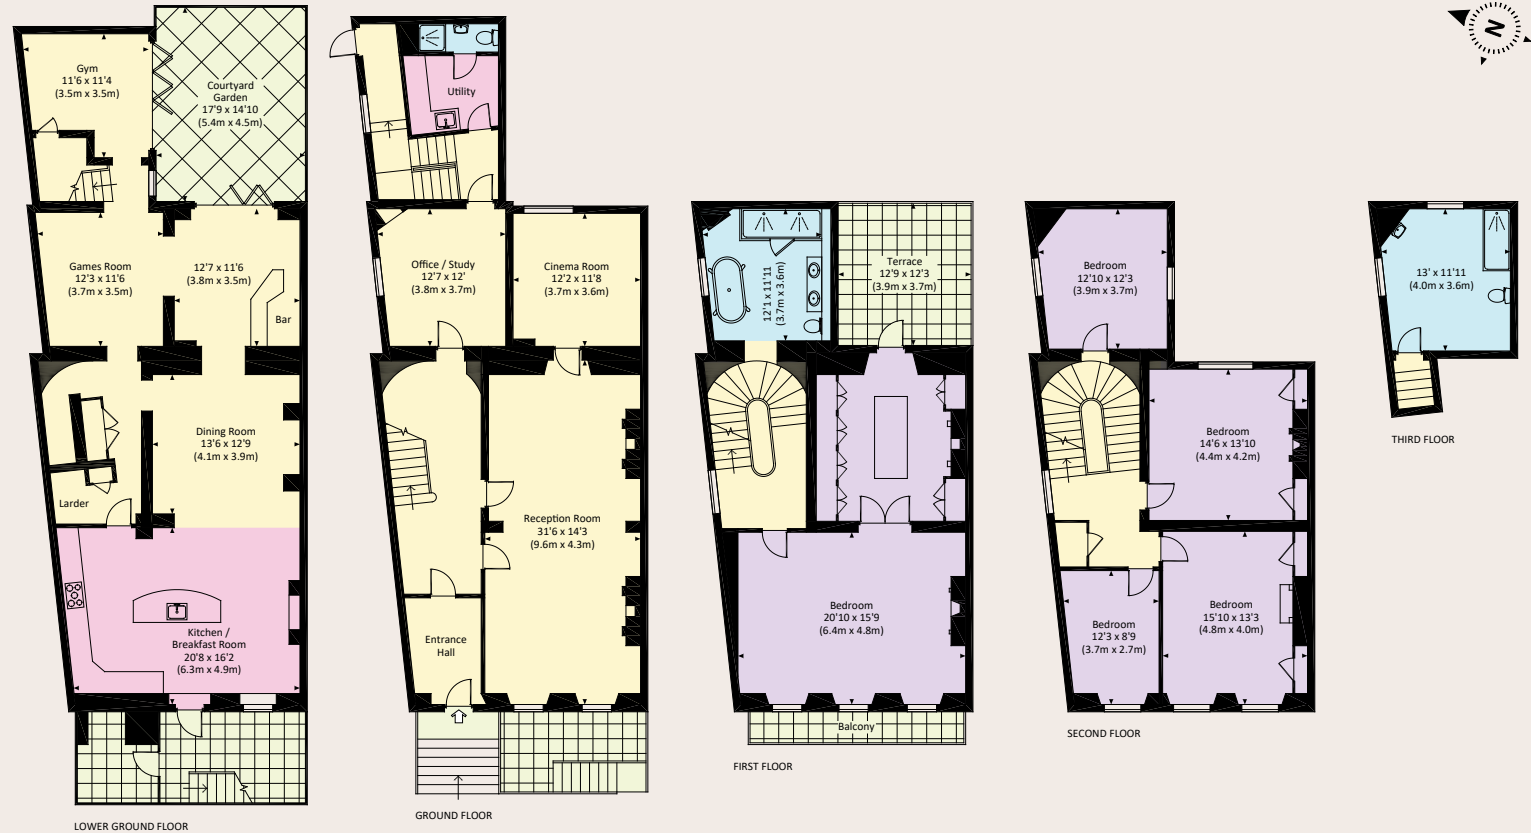 Gym
11'6 x 11'4
(3.5m x 3.5m)
Courtyard
Garden
17'9 x 14'10
(5.4m x 4.5m)
Games Room
12'3 x 11'6
(3.7m x 3.5m)
12'7 x 11'6
(3.8m x 3.5m)
Bar
Dining Room
13'6 x 12'9
(4.1m x 3.9m)
Larder
Kitchen /
Breakfast Room
20'8 x 16'2
(6.3m x 4.9m)
LOWER GROUND FLOOR
Utility
Office / Study
12'7 x 12'
(3.8m x 3.7m)
Cinema Room
12'2 x 11'8
(3.7m x 3.6m)
Reception Room
31'6 x 14'3
(9.6m x 4.3m)
Entrance
Hall
GROUND FLOOR
12'1 x 11'11
(3.7m x 3.6m)
Terrace
12'9 x 12'3
(3.9m x 3.7m)
Bedroom
20'10 x 15'9
(6.4m x 4.8m)
Balcony
FIRST FLOOR
Bedroom
12'10 x 12'3
(3.9m x 3.7m)
Bedroom
14'6 x 13'10
(4.4m x 4.2m)
Bedroom
12'3 x 8'9
(3.7m x 2.7m)
Bedroom
15'10 x 13'3
(4.8m x 4.0m)
SECOND FLOOR
13' x 11'11
(4.0m x 3.6m)
THIRD FLOOR
N